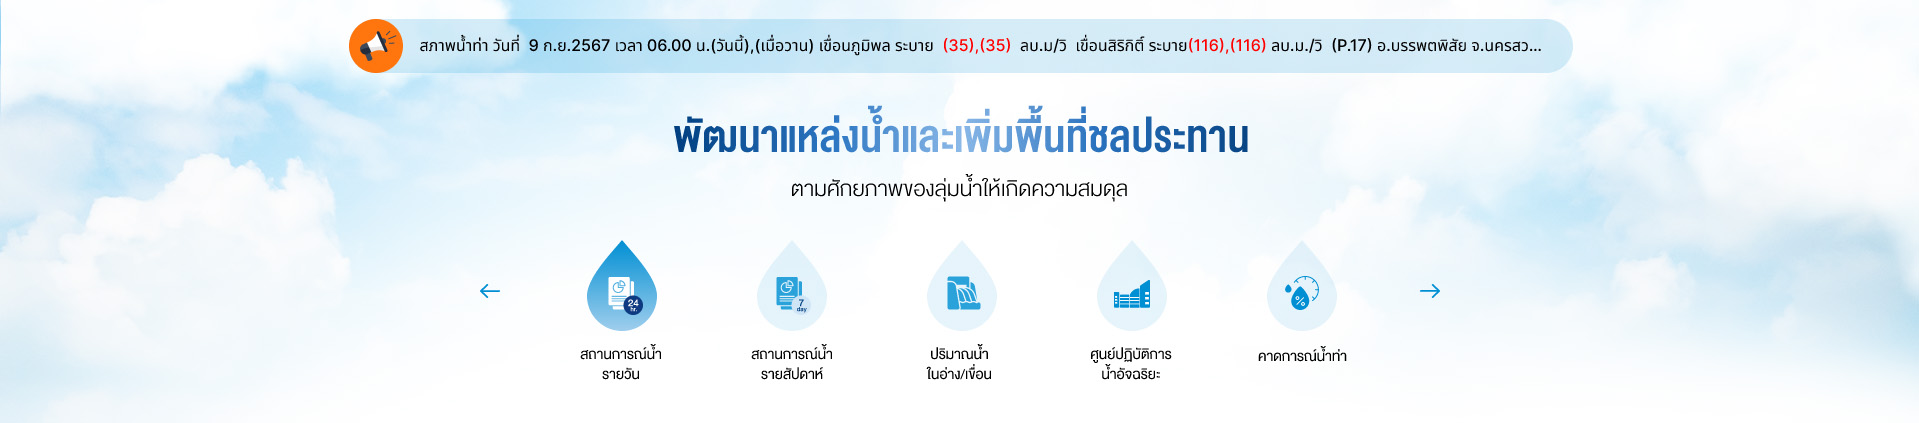 สภาพน้ำท่า วันที่ 9 ก.ย.2567 เวลา 06.00 น.(วันนี้),(เมื่อวาน) เขื่อนภูมิพล ระบาย (35),(35) ลบ.ม/วิ เขื่อนสิริกิติ์ ระบาย(116),(116) ลบ.ม./วิ (P.17) อ.บรรพตพิสัย จ.นครสว...
พัฒนาแหล่งน้ำและเพิ่มพื้นที่ชลประทาน
ตามศักยภาพของลุ่มน้ำให้เกิดความสมดุล
24
hr.
7
day
%
สถานการณ์น้ำ
รายวัน
สถานการณ์น้ำ
รายสัปดาห์
ปริมาณน้ำ
ในอ่าง/เขื่อน
ศูนย์ปฏิบัติการ
น้ำอัจฉริยะ
คาดการณ์น้ำท่า